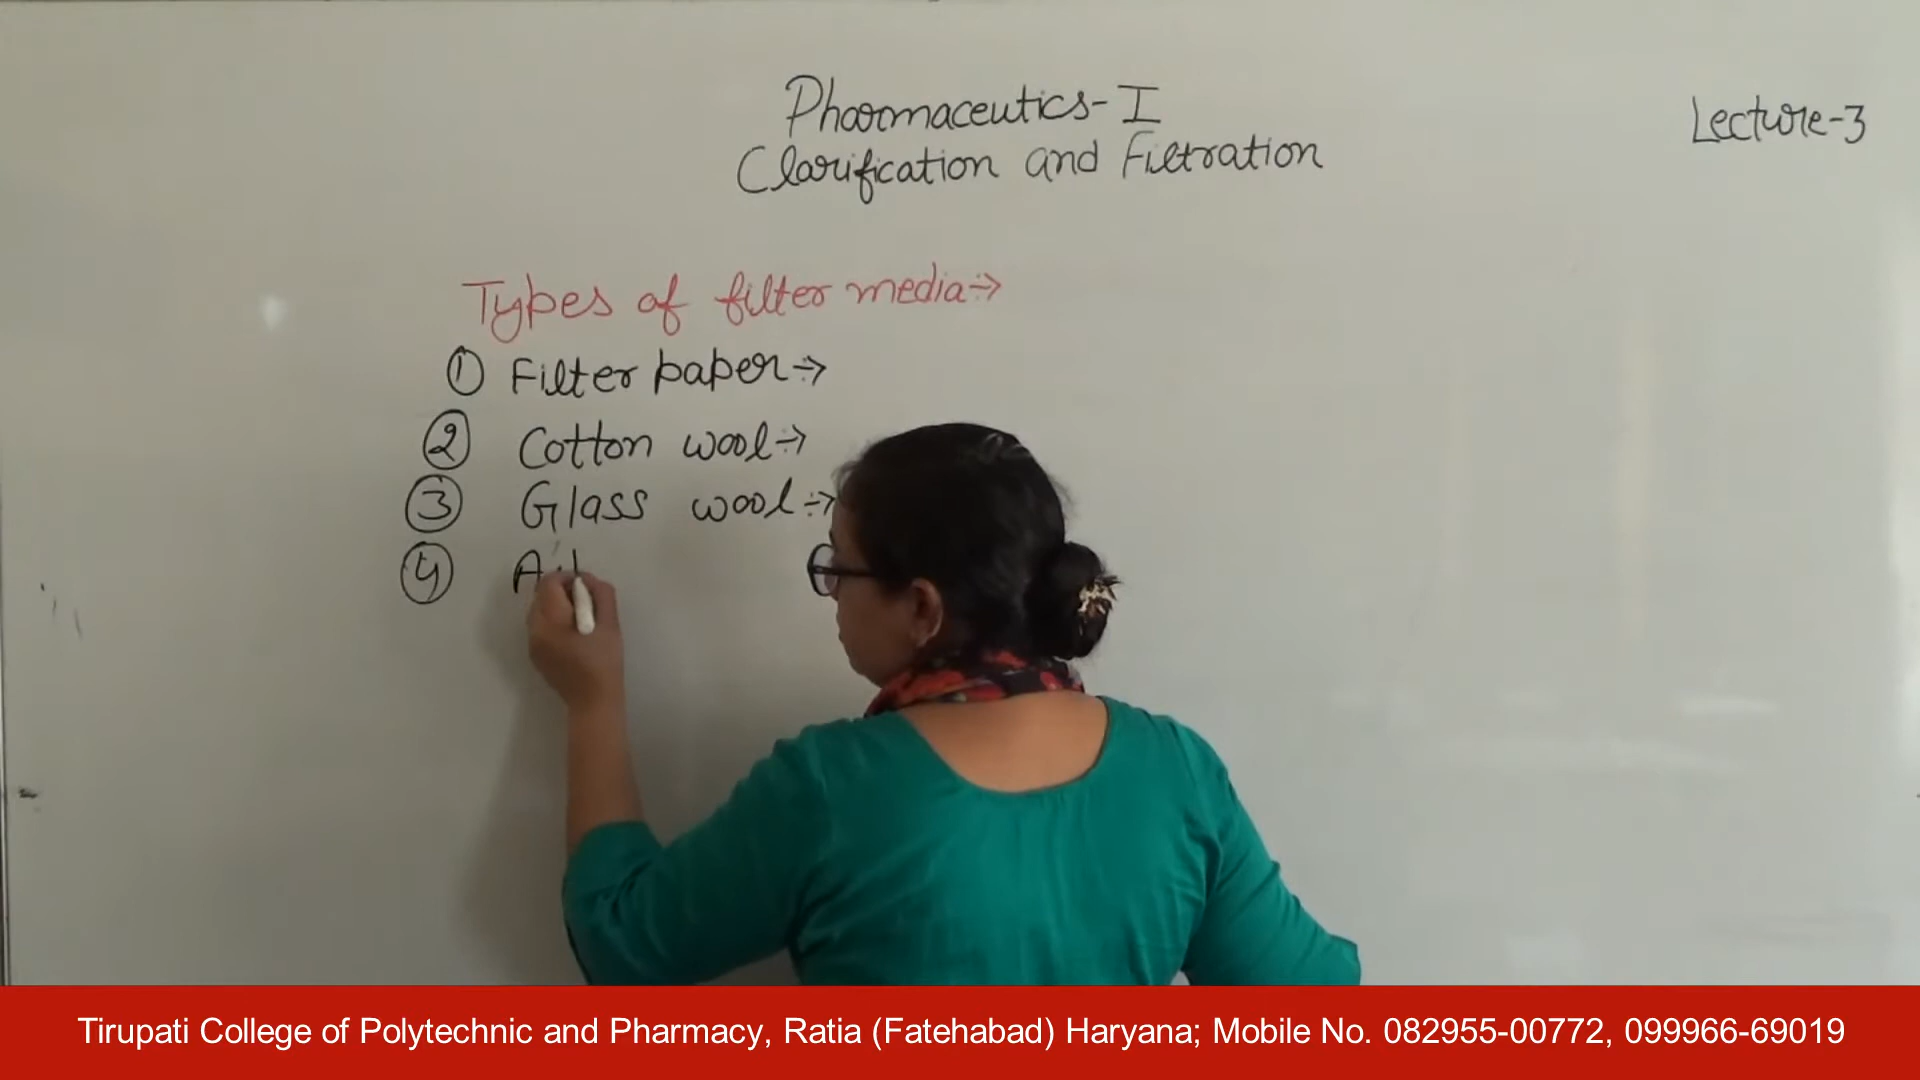 Pharmaceutics-I
Clarification and Filtration
Lecture-3
Types of filter media÷>
① Filter paper÷>
② Cotton wool÷>
③ Glass wool÷>
④
Tirupati College of Polytechnic and Pharmacy, Ratia (Fatehabad) Haryana; Mobile No. 082955-00772, 099966-69019